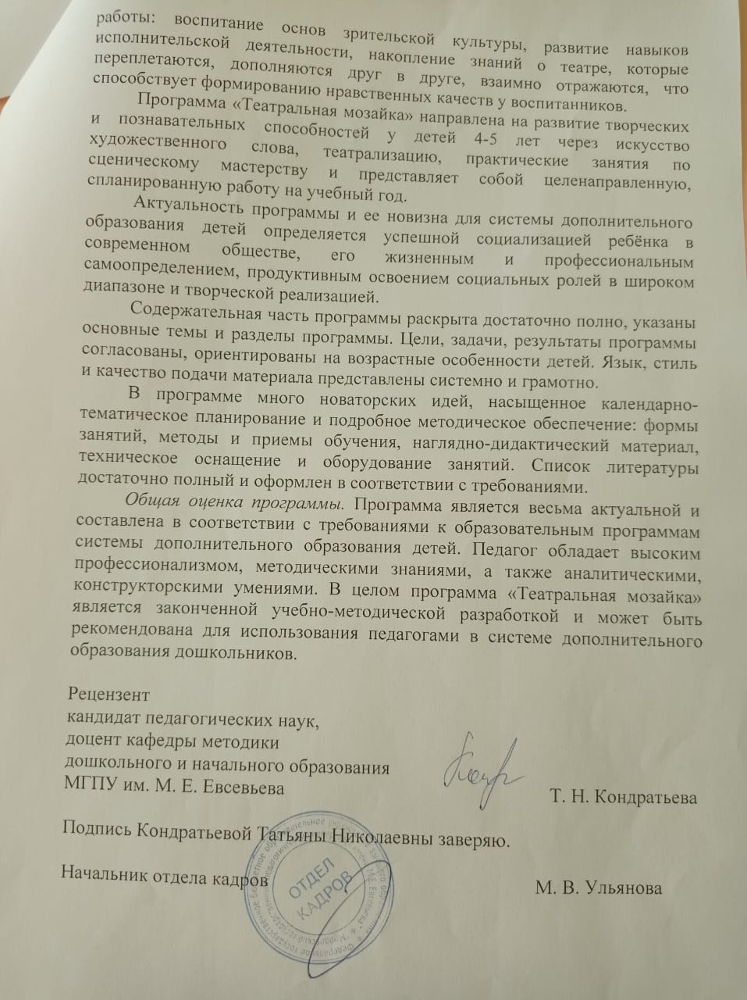 работы: воспитание основ зрительской культуры, развитие навыков
исполнительской деятельности, накопление знаний о театре, которые
переплетаются, дополняются друг в друге, взаимно отражаются, что
способствует формированию нравственных качеств у воспитанников.
Программа «Театральная мозайка» направлена на развитие творческих
и познавательных способностей у детей 4-5 лет через искусство
художественного слова, театрализацию, практические занятия по
сценическому мастерству и представляет собой целенаправленную,
спланированную работу на учебный год.
Актуальность программы и ее новизна для системы дополнительного
образования детей определяется успешной социализацией ребёнка в
современном обществе, его жизненным и профессиональным
самоопределением, продуктивным освоением социальных ролей в широком
диапазоне и творческой реализацией.
Содержательная часть программы раскрыта достаточно полно, указаны
основные темы и разделы программы. Цели, задачи, результаты программы
согласованы, ориентированы на возрастные особенности детей. Язык, стиль
и качество подачи материала представлены системно и грамотно.
В программе много новаторских идей, насыщенное календарно-
тематическое планирование и подробное методическое обеспечение: формы
занятий, методы и приемы обучения, наглядно-дидактический материал,
техническое оснащение и оборудование занятий. Список литературы
достаточно полный и оформлен в соответствии с требованиями.
Общая оценка программы. Программа является весьма актуальной и
составлена в соответствии с требованиями к образовательным программам
системы дополнительного образования детей. Педагог обладает высоким
профессионализмом, методическими знаниями, а также аналитическими,
конструкторскими умениями. В целом программа «Театральная мозайка»
является законченной учебно-методической разработкой и может быть
рекомендована для использования педагогами в системе дополнительного
образования дошкольников.
Рецензент
кандидат педагогических наук,
доцент кафедры методики
дошкольного и начального образования
МГПУ им. М. Е. Евсевьева
Т. Н. Кондратьева
Подпись Кондратьевой Татьяны Николаевны заверяю.
Начальник отдела кадров
М. В. Ульянова
ОТДЕЛ
КАДРОВ